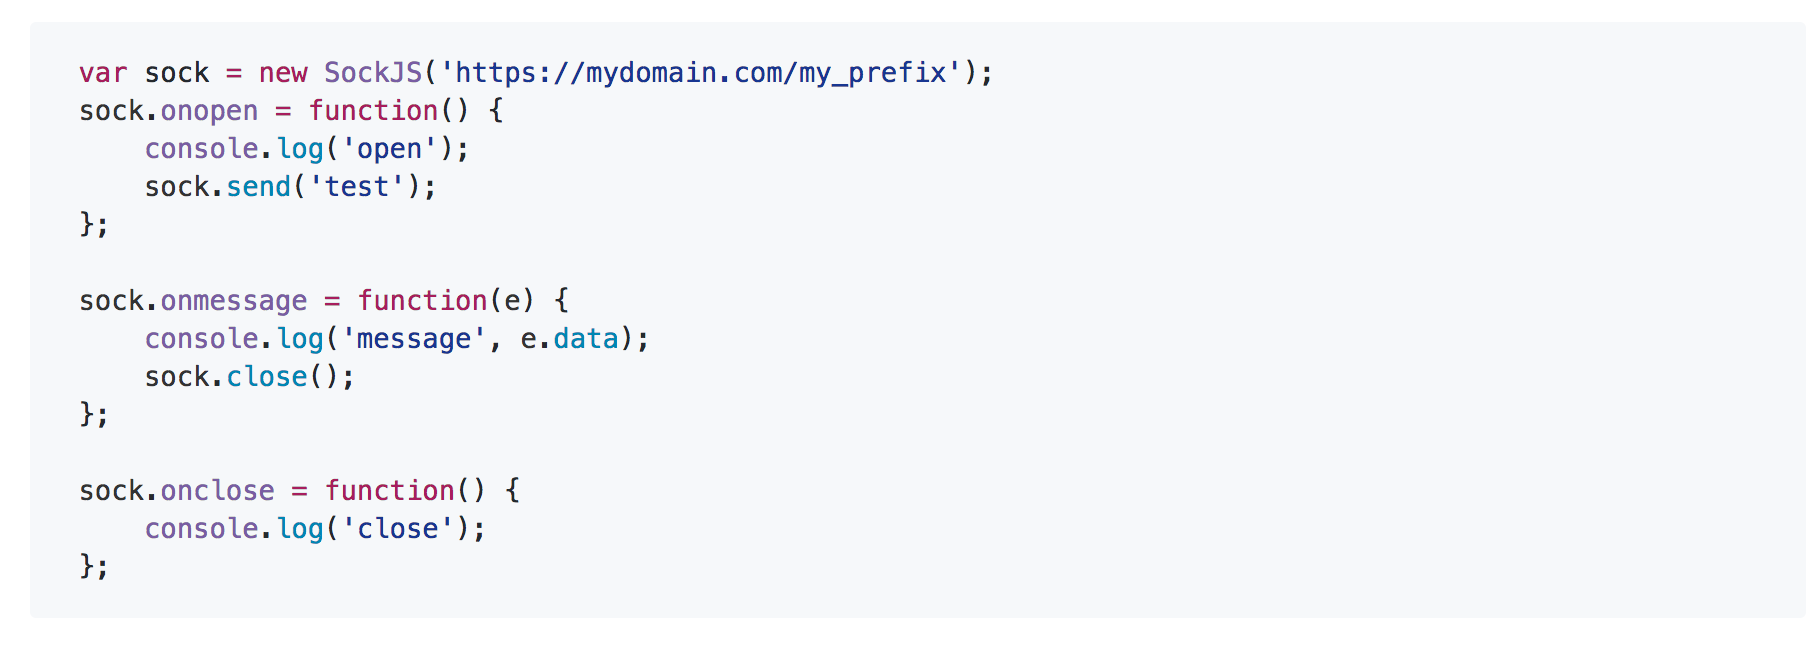 var sock = new SockJS('https://mydomain.com/my_prefix');
sock.onopen = function() {
    console.log('open');
    sock.send('test');
};

sock.onmessage = function(e) {
    console.log('message', e.data);
    sock.close();
};

sock.onclose = function() {
    console.log('close');
};